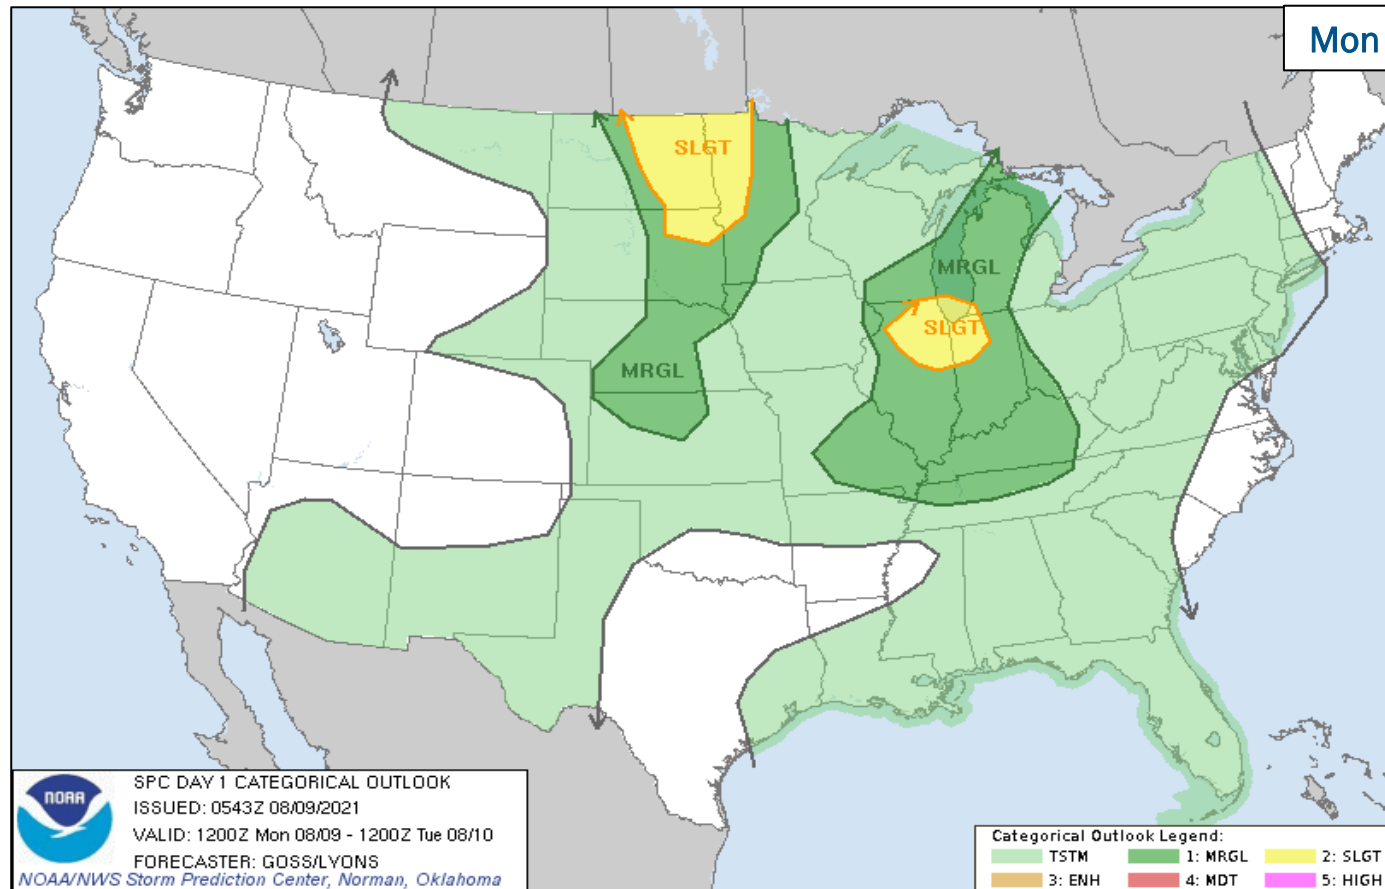 Mon
SLGT
MRGL
SLGT
MRGL
NOAA
SPC DAY 1 CATEGORICAL OUTLOOK
ISSUED: 0543Z 08/09/2021
VALID: 1200Z Mon 08/09 - 1200Z Tue 08/10
FORECASTER: GOSS/LYONS
NOAA/NWS Storm Prediction Center, Norman, Oklahoma
Categorical Outlook Legend:
TSTM 1: MRGL 2: SLGT
3: ENH 4: MDT 5: HIGH